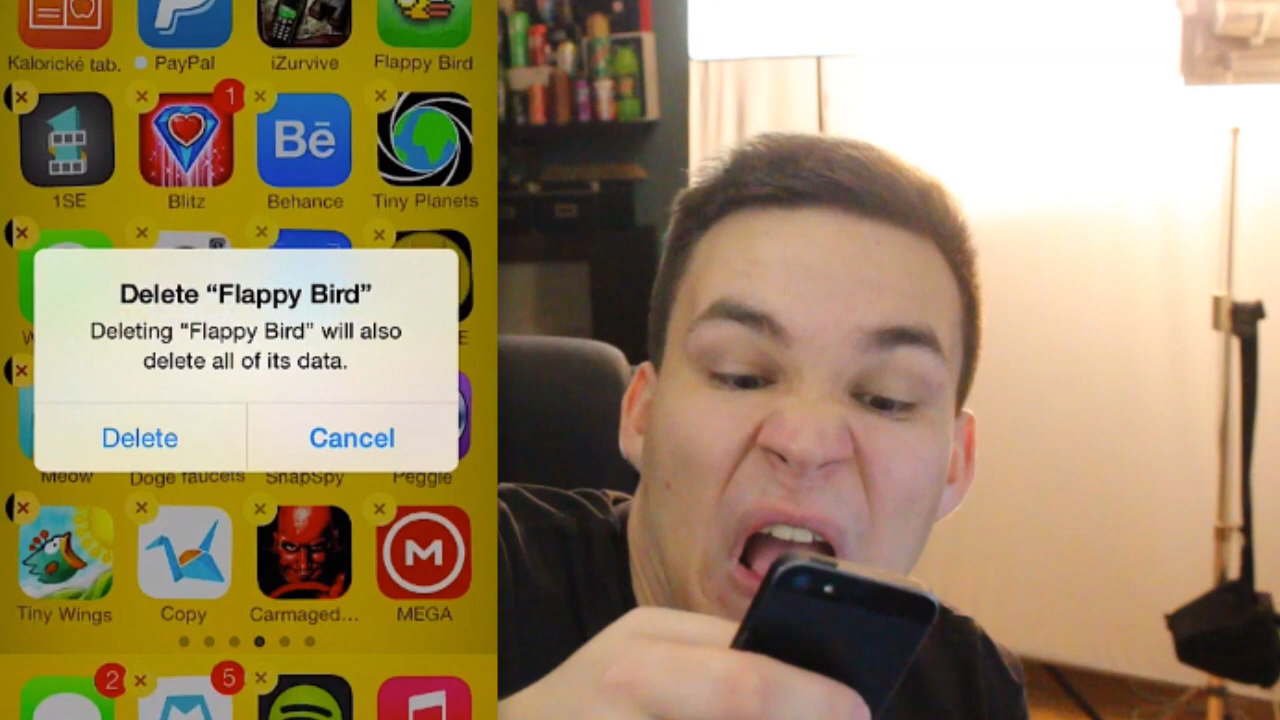 Kalorické tab. PayPal iZurvive Flappy Bird
1
1SE Blitz Bē Behance Tiny Planets
Delete “Flappy Bird”
Deleting “Flappy Bird” will also
delete all of its data.
Delete Cancel
Meow Doge faucets SnapSpy Peggle
M
Tiny Wings Copy Carmaged... MEGA
2 5